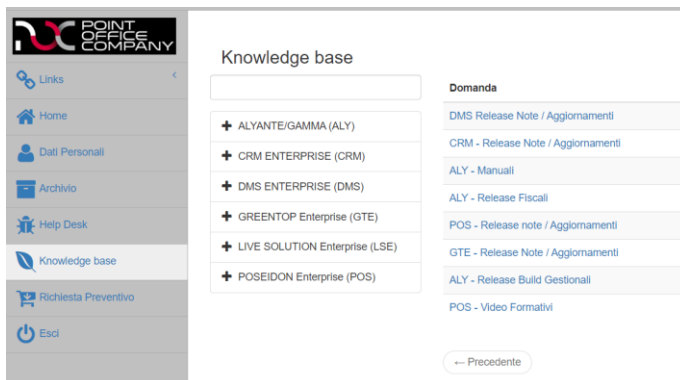 POINT
OFFICE
COMPANY
Links
Home
Dati Personali
Archivio
Help Desk
Knowledge base
Richiesta Preventivo
Esci
Knowledge base
ALYANTE/GAMMA (ALY)
CRM ENTERPRISE (CRM)
DMS ENTERPRISE (DMS)
GREENTOP Enterprise (GTE)
LIVE SOLUTION Enterprise (LSE)
POSEIDON Enterprise (POS)
Domanda
DMS Release Note / Aggiornamenti
CRM - Release Note / Aggiornamenti
ALY - Manuali
ALY - Release Fiscali
POS - Release note / Aggiornamenti
GTE - Release Note / Aggiornamenti
ALY - Release Build Gestionali
POS - Video Formativi
← Precedente